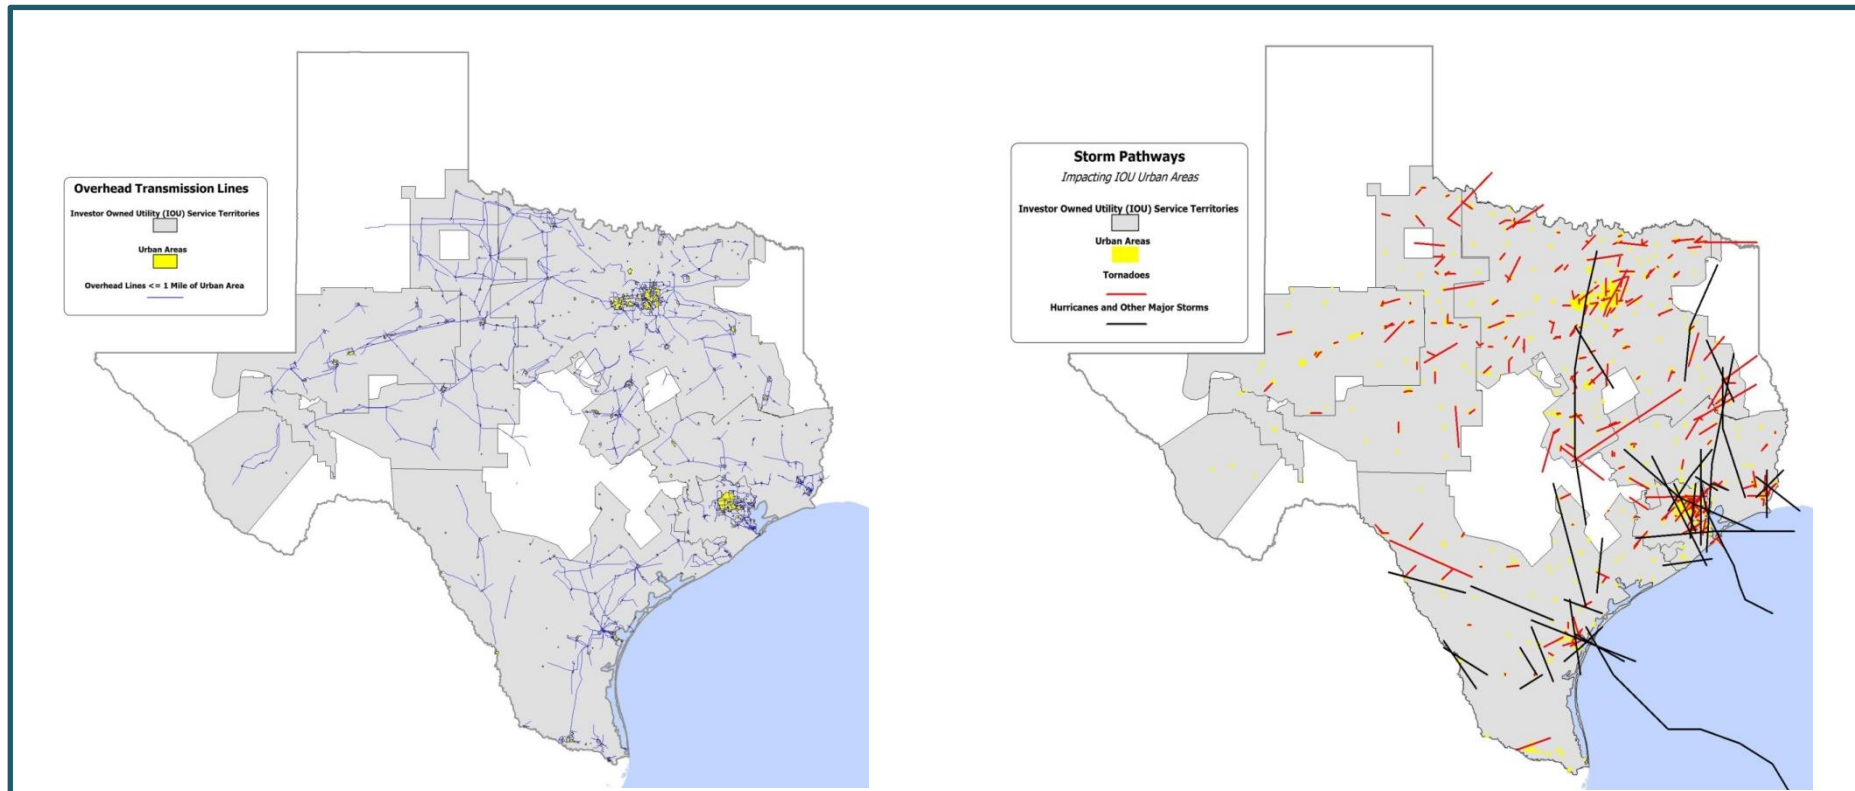 Overhead Transmission Lines
Investor Owned Utility (IOU) Service Territories
Urban Areas
Overhead Lines <= 1 Mile of Urban Area
Storm Pathways
Impacting IOU Urban Areas
Investor Owned Utility (IOU) Service Territories
Urban Areas
Tornadoes
Hurricanes and Other Major Storms